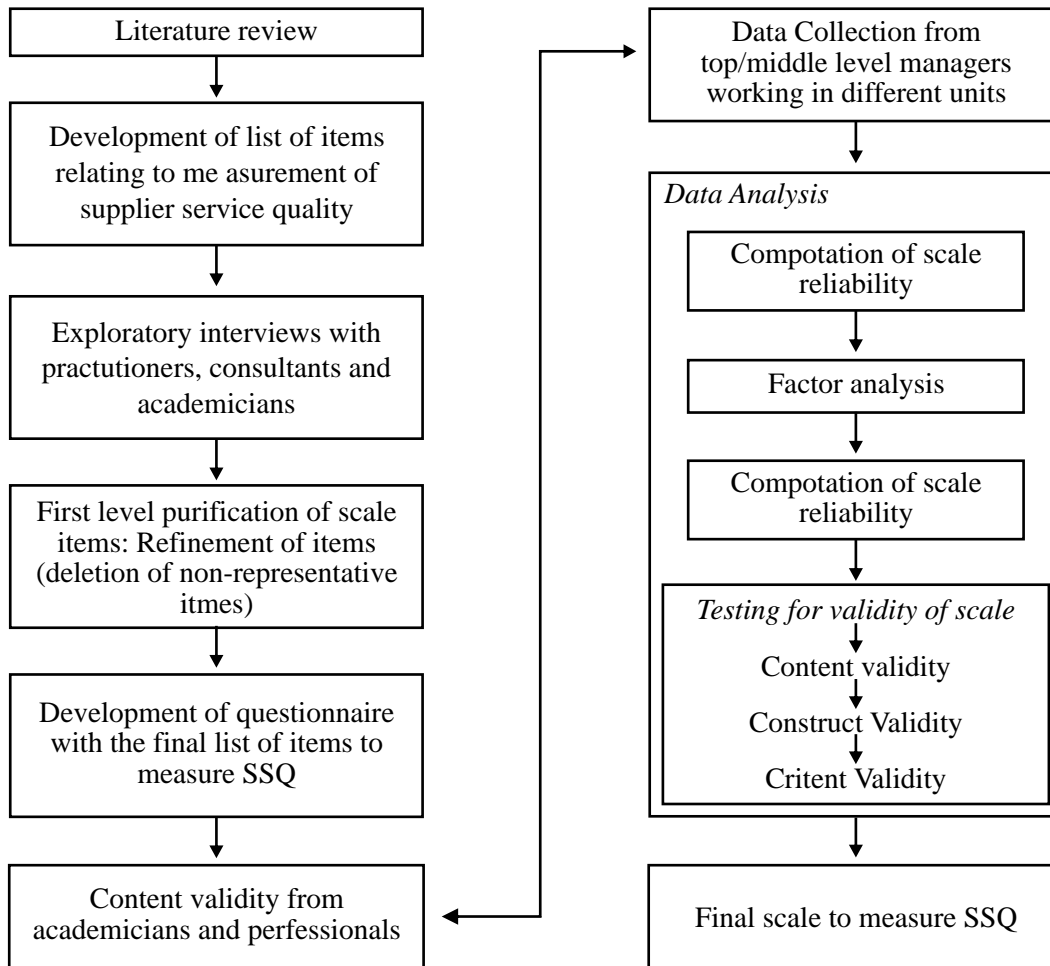 Literature review
Development of list of items
relating to me asurement of
supplier service quality
Exploratory interviews with
practutioners, consultants and
academicians
First level purification of scale
items: Refinement of items
(deletion of non-representative
itmes)
Development of questionnaire
with the final list of items to
measure SSQ
Content validity from
academicians and perfessionals
Data Collection from
top/middle level managers
working in different units
Data Analysis
Compotation of scale
reliability
Factor analysis
Compotation of scale
reliability
Testing for validity of scale
Content validity
Construct Validity
Critent Validity
Final scale to measure SSQ